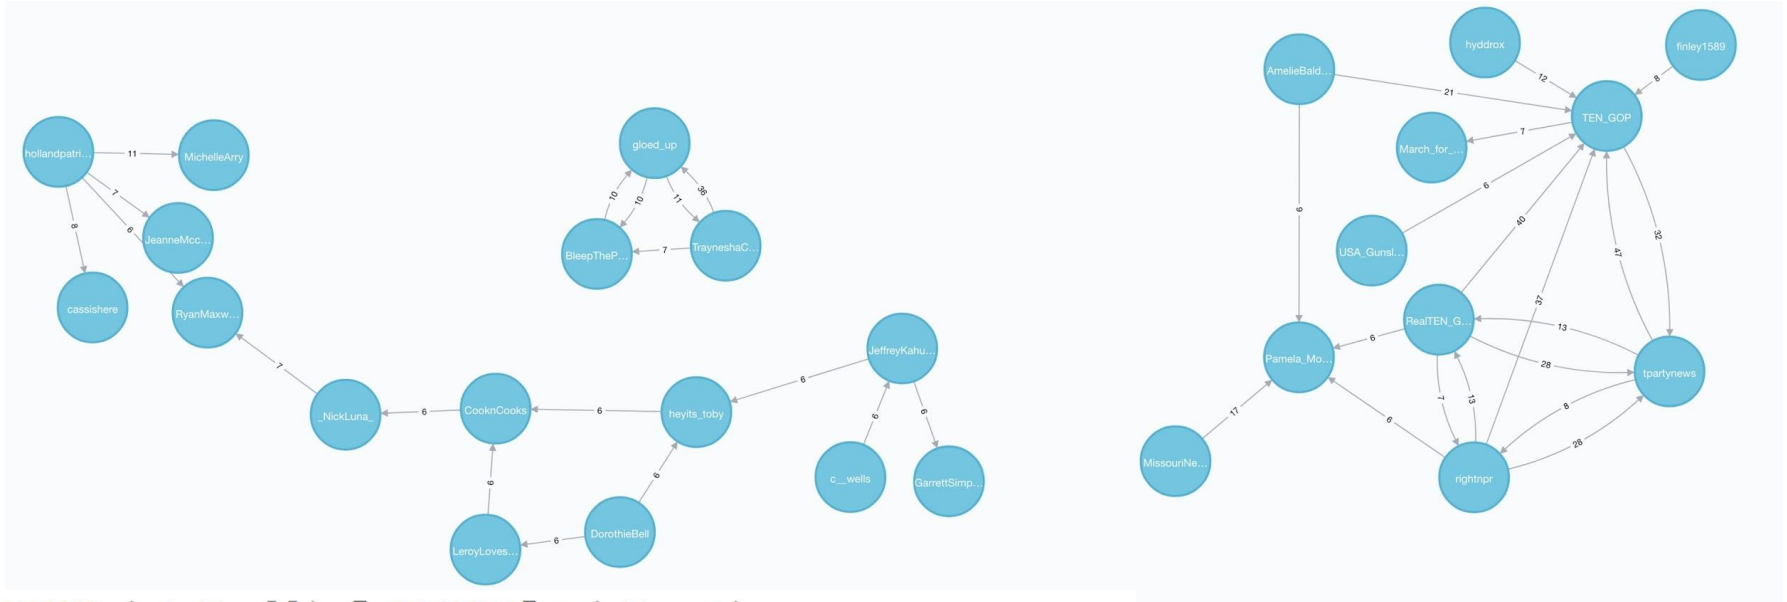 hollandpatri...
11
MichelleArry
7
JeanneMcc...
6
8
cassishere
RyanMaxw...
7
_NickLuna_
6
CooknCooks
6
heyits_toby
6
JeffreyKahu...
6
6
c__wells
GarrettSimp...
6
LeroyLoves...
6
DorothieBell
6
gloed_up
10
10
11
36
BleepTheP...
7
TrayneshaC...
AmelieBald...
21
hyddrox
12
finley1589
8
TEN_GOP
7
March_for_...
6
USA_Gunsl...
9
40
37
47
32
RealTEN_G...
13
28
6
Pamela_Mo...
tpartynews
7
13
8
28
6
17
MissouriNe...
rightnpr